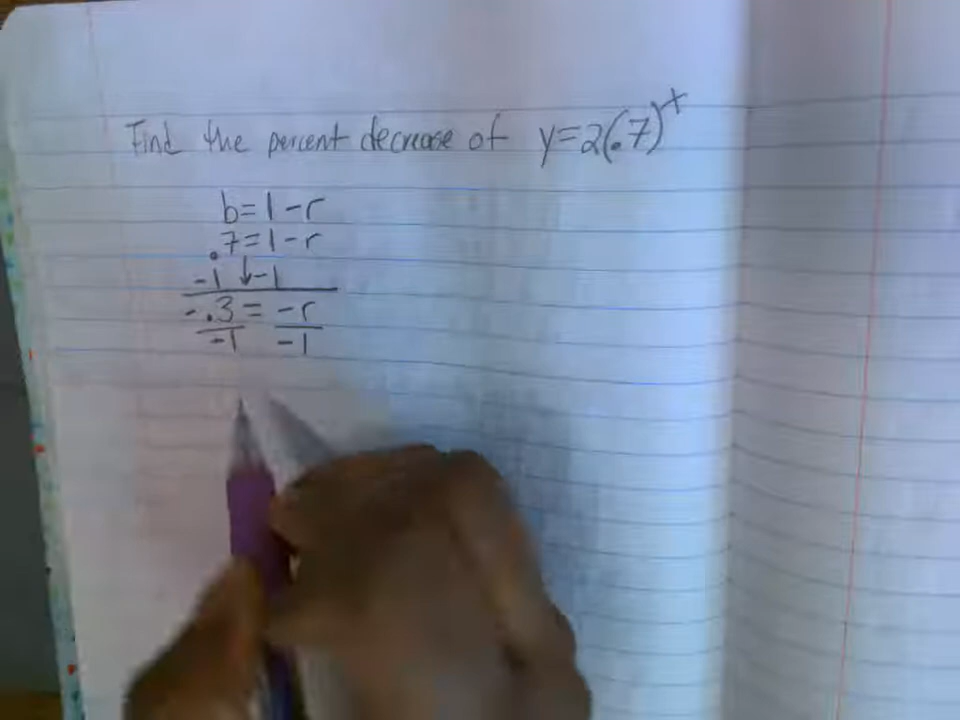 Find the percent decrease of y=2(.7)^x
b=1-r
.7=1-r
-1 ↓-1
-.3 = -r
-1 -1